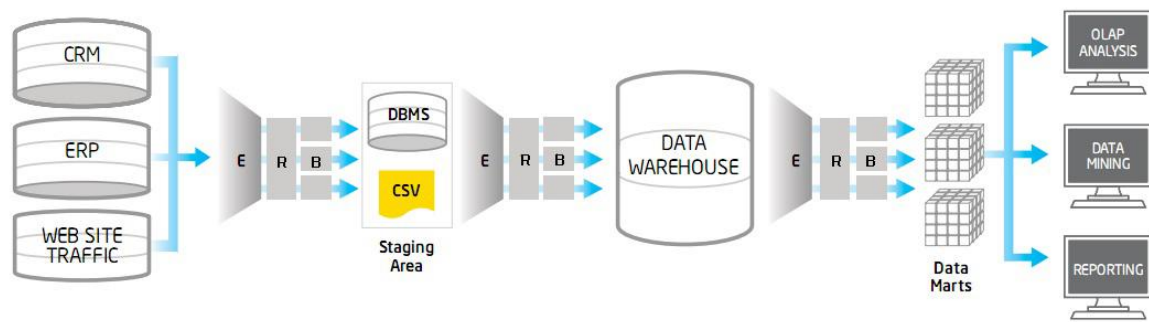 CRM
ERP
WEB SITE
TRAFFIC
E
R
B
DBMS
CSV
Staging
Area
E
R
B
DATA
WAREHOUSE
E
R
B
Data
Marts
OLAP
ANALYSIS
DATA
MINING
REPORTING